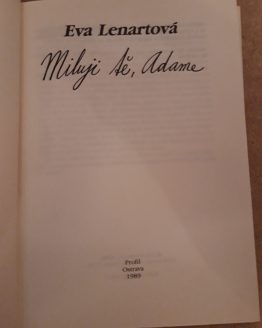 Eva Lenartová
Miluji tě, Adame
Profil
Ostrava
1989